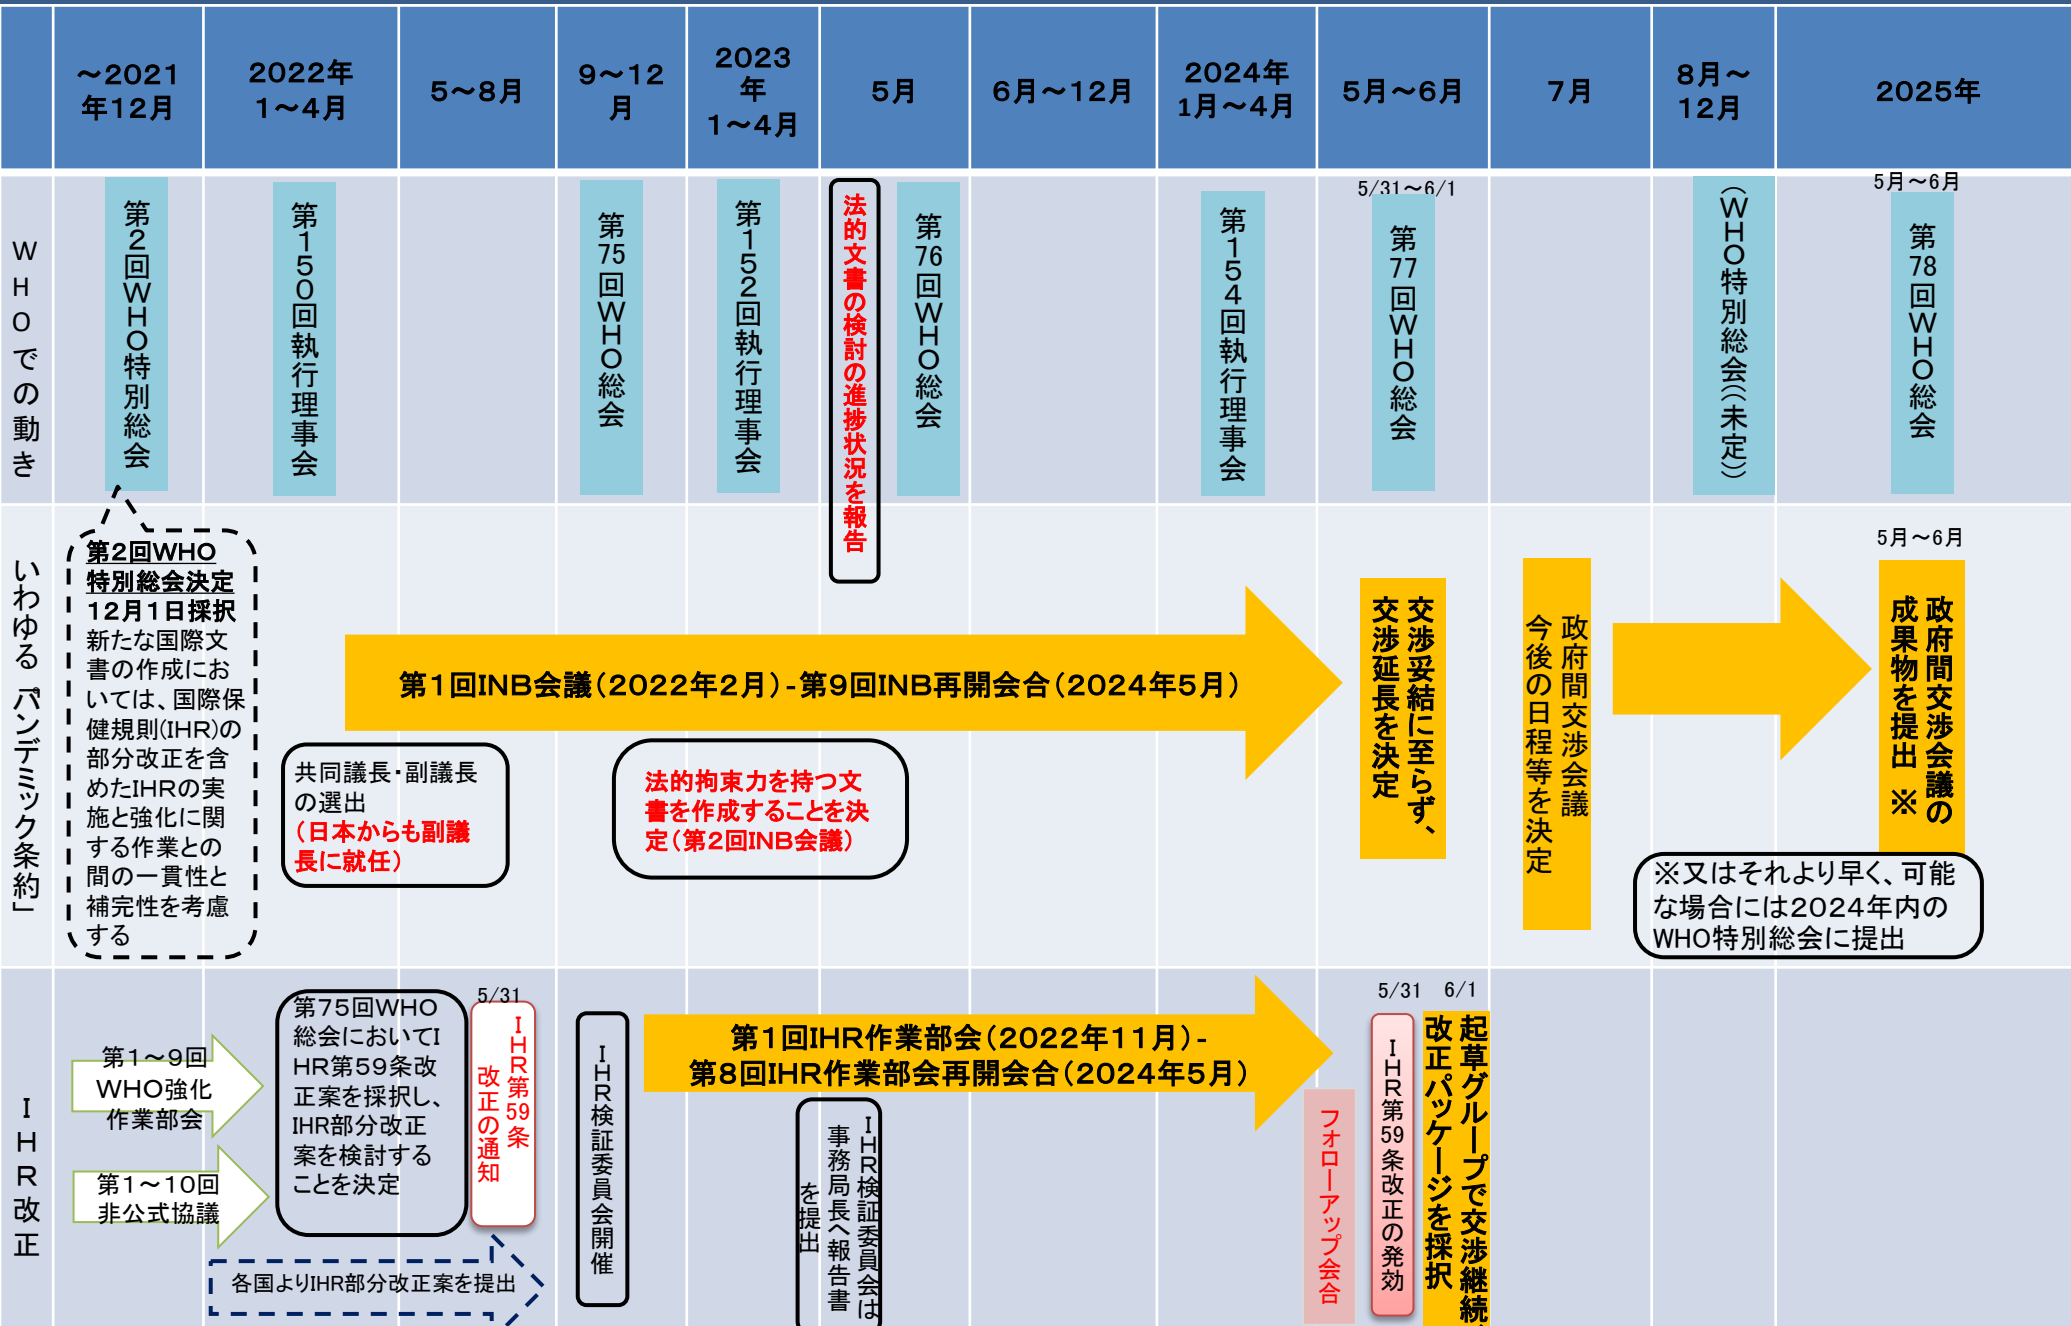 ～2021
年12月
2022年
1～4月
5～8月
9～12
月
2023
年
1～4月
5月
6月～12月
2024年
1月～4月
5月～6月
7月
8月～
12月
2025年
WHOでの動き
第2回WHO特別総会
第150回執行理事会
第75回WHO総会
第152回執行理事会
法的文書の検討の進捗状況を報告
第76回WHO総会
第154回執行理事会
5/31～6/1
第77回WHO総会
（WHO特別総会（（未定））
5月～6月
第78回WHO総会
いわゆる「パンデミック条約」
第2回WHO
特別総会決定
12月1日採択
新たな国際文
書の作成にお
いては、国際保
健規則(IHR)の
部分改正を含
めたIHRの実
施と強化に関
する作業との
間の一貫性と
補完性を考慮
する
第1回INB会議（2022年2月）-第9回INB再開会合（2024年5月）
共同議長・副議長
の選出
（日本からも副議
長に就任）
法的拘束力を持つ文
書を作成することを決
定（第2回INB会議）
交渉妥結に至らず、
交渉延長を決定
政府間交渉会議
今後の日程等を決定
5月～6月
政府間交渉会議の
成果物を提出 ※
※又はそれより早く、可能
な場合には2024年内の
WHO特別総会に提出
IHR改正
第1～9回
WHO強化
作業部会
第1～10回
非公式協議
第75回WHO
総会においてI
HR第59条改
正案を採択し、
IHR部分改正
案を検討する
ことを決定
5/31
IHR第59条
改正の通知
各国よりIHR部分改正案を提出
IHR検証委員会開催
第1回IHR作業部会（2022年11月）-
第8回IHR作業部会再開会合（2024年5月）
IHR検証委員会は
事務局長へ報告書
を提出
フォローアップ会合
5/31
IHR第59条改正の発効
6/1
起草グループで交渉継続
改正パッケージを採択